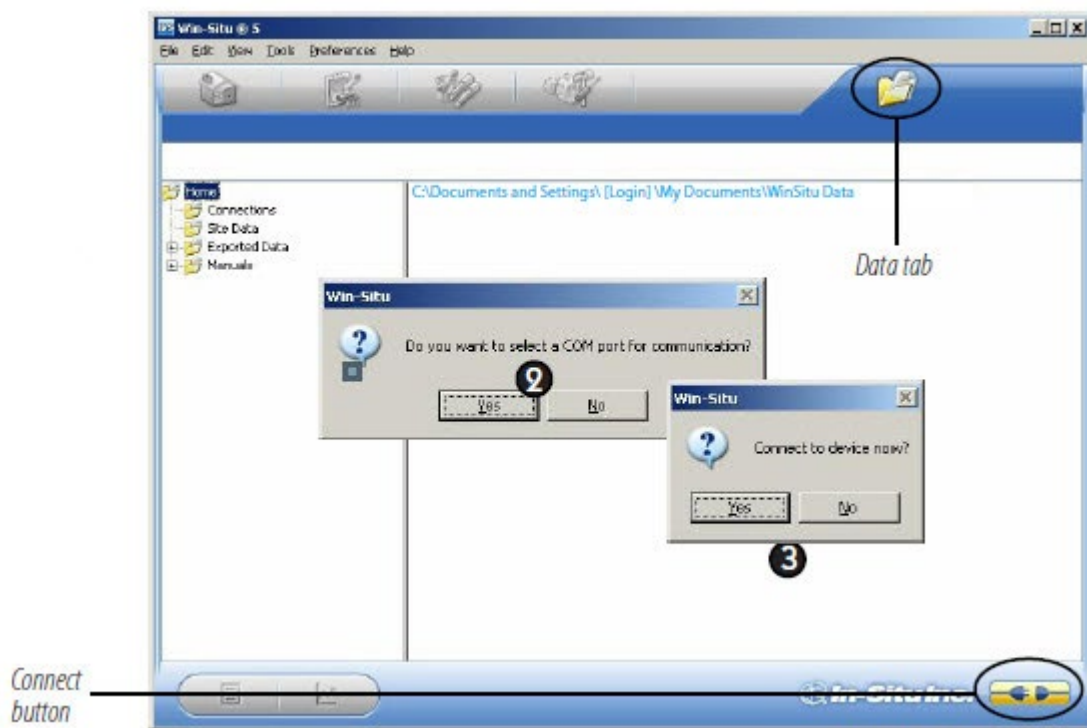 Win-Situ ® 5
File Edit View Tools Preferences Help
Home
Connections
Site Data
Exported Data
Manuals
C:\Documents and Settings\ [Login] \My Documents\WinSitu Data
Data tab
Win-Situ
Do you want to select a COM port for communication?
2
Yes No
Win-Situ
Connect to device now?
Yes No
3
Connect
button
In-Situ Inc.